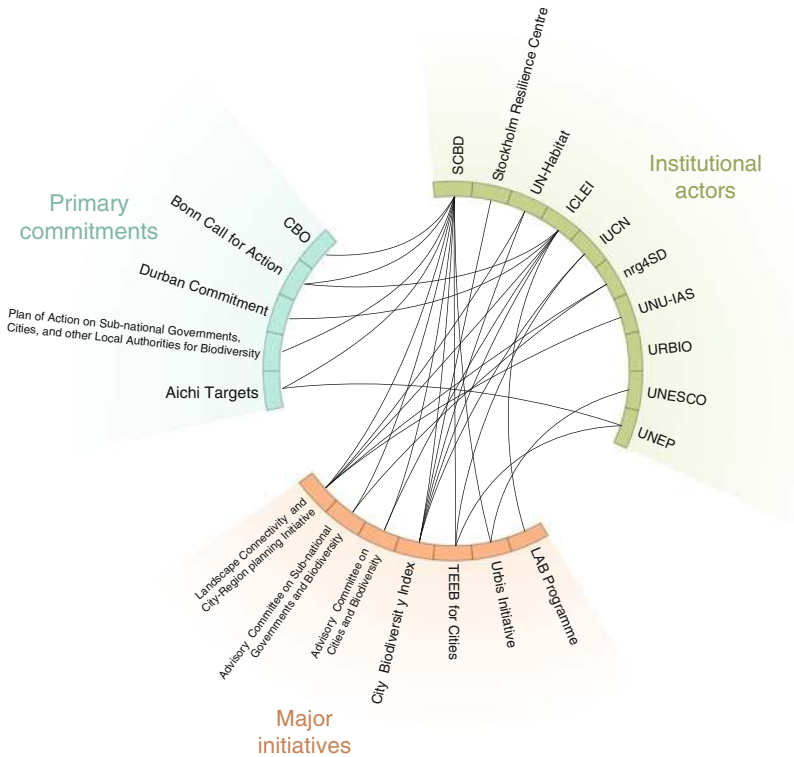 Primary
commitments
CBO
Bonn Call for Action
Durban Commitment
Plan of Action on Sub-national Governments,
Cities, and other Local Authorities for Biodiversity
Aichi Targets
Institutional
actors
SCBD
Stockholm Resilience Centre
UN-Habitat
ICLEI
IUCN
nrg4SD
UNU-IAS
URBIO
UNESCO
UNEP
Landscape Connectivity and
City-Region planning Initiative
Advisory Committee on Sub-national
Governments and Biodiversity
Advisory Committee on
Cities and Biodiversity
City Biodiversit y Index
TEEB for Cities
Urbis Initiative
LAB Programme
Major
initiatives